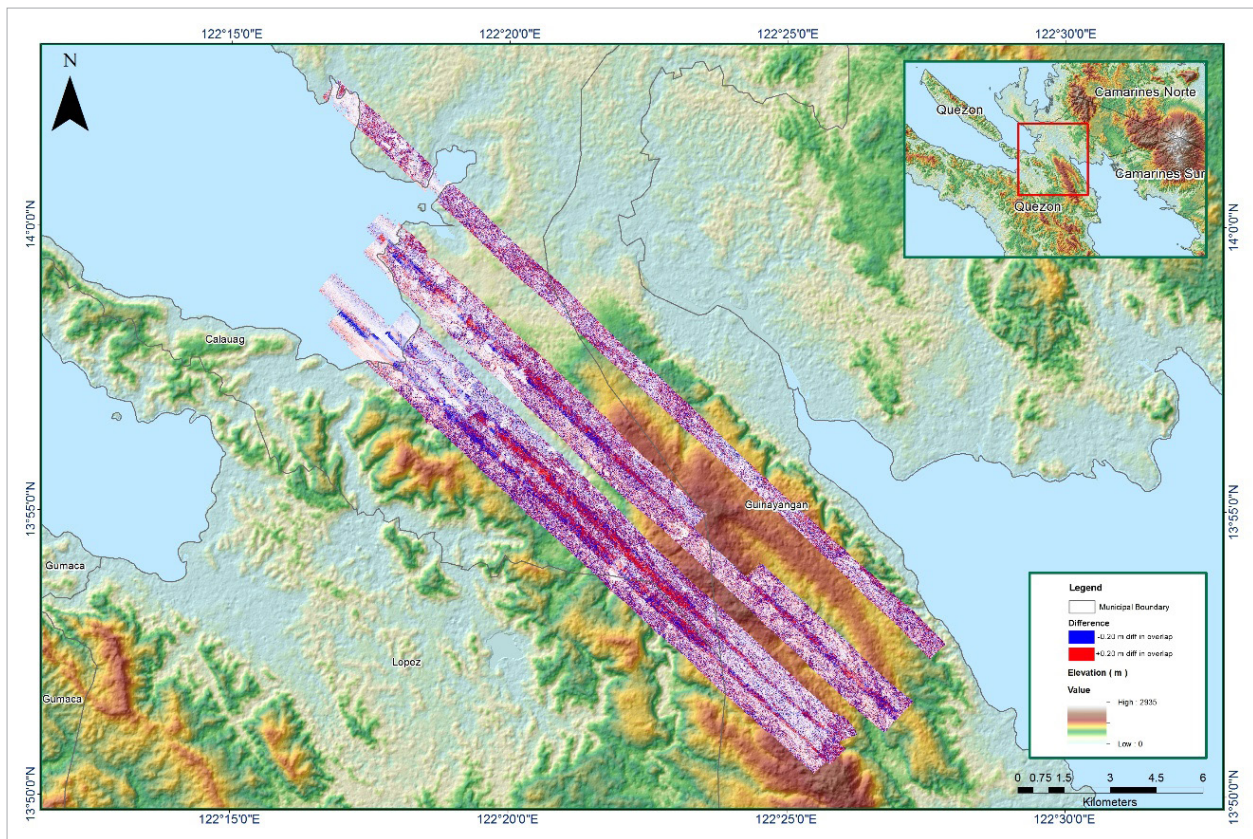 122°15'0"E
122°20'0"E
122°25'0"E
122°30'0"E
N
Camarines Norte
Quezon
Camarines Sur
Quezon
14°0'0"N
14°0'0"N
Calauag
13°55'0"N
Guihayangan
13°55'0"N
Gumaca
Lopoz
Gumaca
Legend
Municipal Boundary
Difference
-0.20 m diff in overlap
+0.20 m diff in overlap
Elevation ( m )
Value
High : 2935
Low : 0
0 0.75 1.5 3 4.5 6
Kilometers
13°50'0"N
13°50'0"N
122°15'0"E
122°20'0"E
122°25'0"E
122°30'0"E